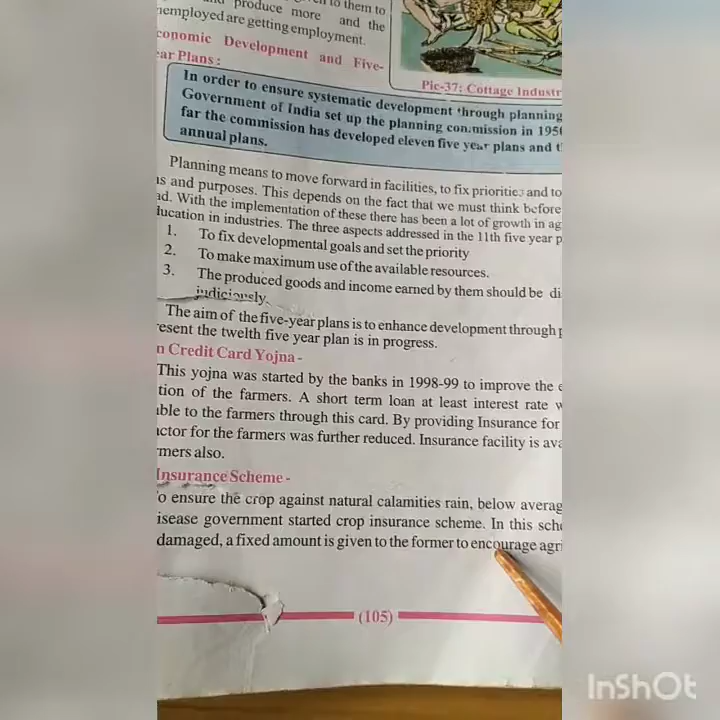 produce more and the
nemployed are getting employment.
conomic Development and Five-
ear Plans :
Pic-37: Cottage Industr
In order to ensure systematic development through planning
Government of India set up the planning commission in 195
far the commission has developed eleven five year plans and t
annual plans.
Planning means to move forward in facilities, to fix priorities and to
s and purposes. This depends on the fact that we must think before
ad. With the implementation of these there has been a lot of growth in ag
ducation in industries. The three aspects addressed in the 11th five year p
1. To fix developmental goals and set the priority
2. To make maximum use of the available resources.
3. The produced goods and income earned by them should be di
judiciously.
The aim of the five-year plans is to enhance development through p
resent the twelth five year plan is in progress.
n Credit Card Yojna -
This yojna was started by the banks in 1998-99 to improve the e
tion of the farmers. A short term loan at least interest rate w
ble to the farmers through this card. By providing Insurance for
ctor for the farmers was further reduced. Insurance facility is ava
mers also.
Insurance Scheme -
o ensure the crop against natural calamities rain, below averag
isease government started crop insurance scheme. In this sche
damaged, a fixed amount is given to the former to encourage agri
(105)
InShOt